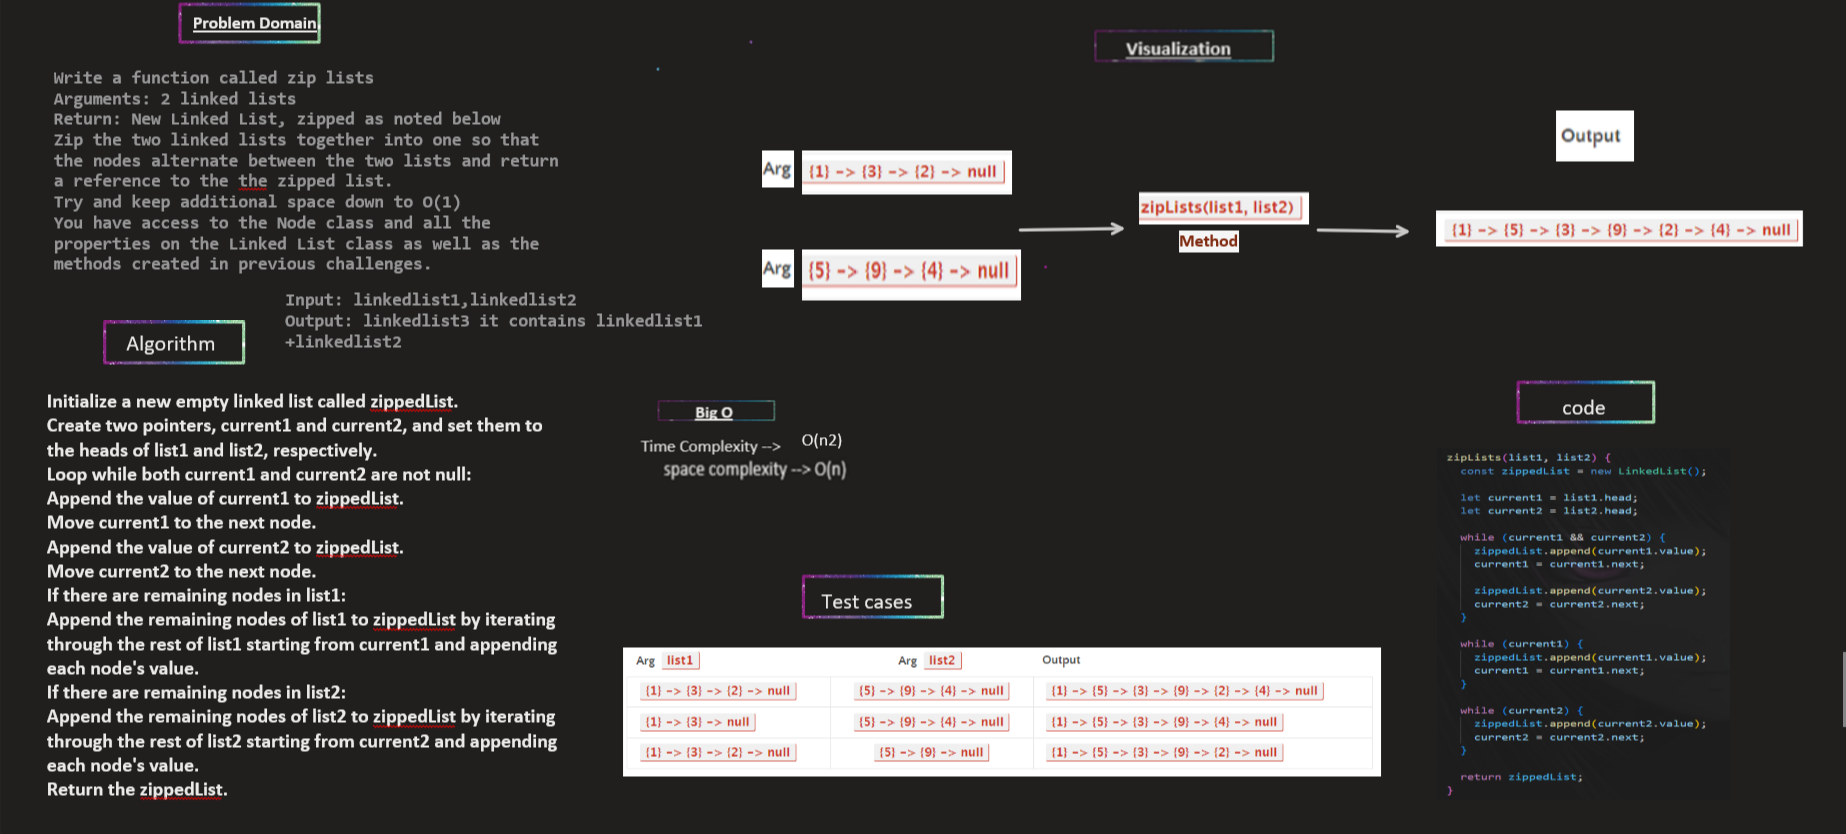 Problem Domain
Write a function called zip lists
Arguments: 2 linked lists
Return: New Linked List, zipped as noted below
Zip the two linked lists together into one so that
the nodes alternate between the two lists and return
a reference to the the zipped list.
Try and keep additional space down to O(1)
You have access to the Node class and all the
properties on the Linked List class as well as the
methods created in previous challenges.
Input: linkedlist1,linkedlist2
Output: linkedlist3 it contains linkedlist1
+linkedlist2
Algorithm
Initialize a new empty linked list called zippedList.
Create two pointers, current1 and current2, and set them to
the heads of list1 and list2, respectively.
Loop while both current1 and current2 are not null:
Append the value of current1 to zippedList.
Move current1 to the next node.
Append the value of current2 to zippedList.
Move current2 to the next node.
If there are remaining nodes in list1:
Append the remaining nodes of list1 to zippedList by iterating
through the rest of list1 starting from current1 and appending
each node's value.
If there are remaining nodes in list2:
Append the remaining nodes of list2 to zippedList by iterating
through the rest of list2 starting from current2 and appending
each node's value.
Return the zippedList.
Visualization
Arg {1} -> {3} -> {2} -> null
Arg {5} -> {9} -> {4} -> null
zipLists(list1, list2)
Method
Output
{1} -> {5} -> {3} -> {9} -> {2} -> {4} -> null
Big O
Time Complexity --> O(n2)
space complexity --> O(n)
Test cases
Arg list1 Arg list2 Output
{1} -> {3} -> {2} -> null {5} -> {9} -> {4} -> null {1} -> {5} -> {3} -> {9} -> {2} -> {4} -> null
{1} -> {3} -> null {5} -> {9} -> {4} -> null {1} -> {5} -> {3} -> {9} -> {4} -> null
{1} -> {3} -> {2} -> null {5} -> {9} -> null {1} -> {5} -> {3} -> {9} -> {2} -> null
code
zipLists(list1, list2) {
const zippedList = new LinkedList();
let current1 = list1.head;
let current2 = list2.head;
while (current1 && current2) {
zippedList.append(current1.value);
current1 = current1.next;
zippedList.append(current2.value);
current2 = current2.next;
}
while (current1) {
zippedList.append(current1.value);
current1 = current1.next;
}
while (current2) {
zippedList.append(current2.value);
current2 = current2.next;
}
return zippedList;
}